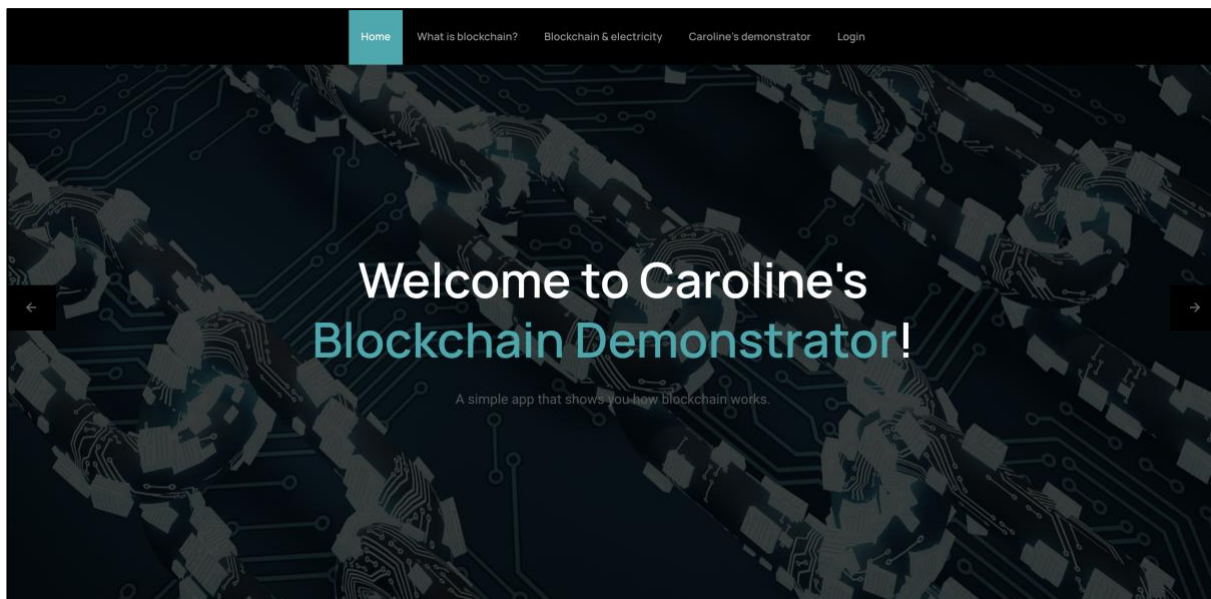 Home What is blockchain? Blockchain & electricity Caroline's demonstrator Login
Welcome to Caroline's
Blockchain Demonstrator!
A simple app that shows you how blockchain works.